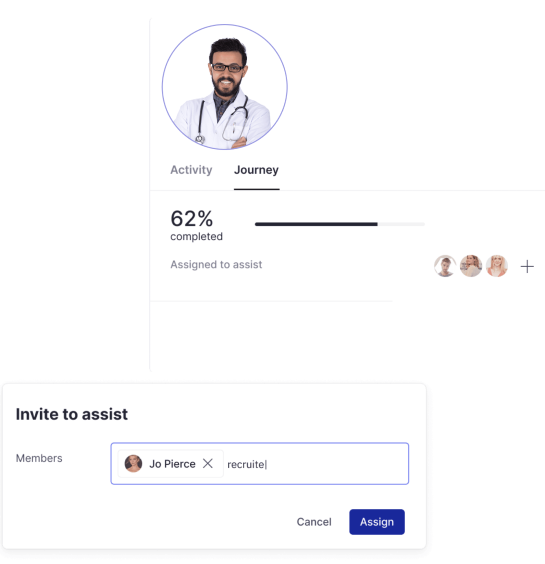 Activity Journey
62%
completed
Assigned to assist
Invite to assist
Members Jo Pierce recruite
Cancel Assign